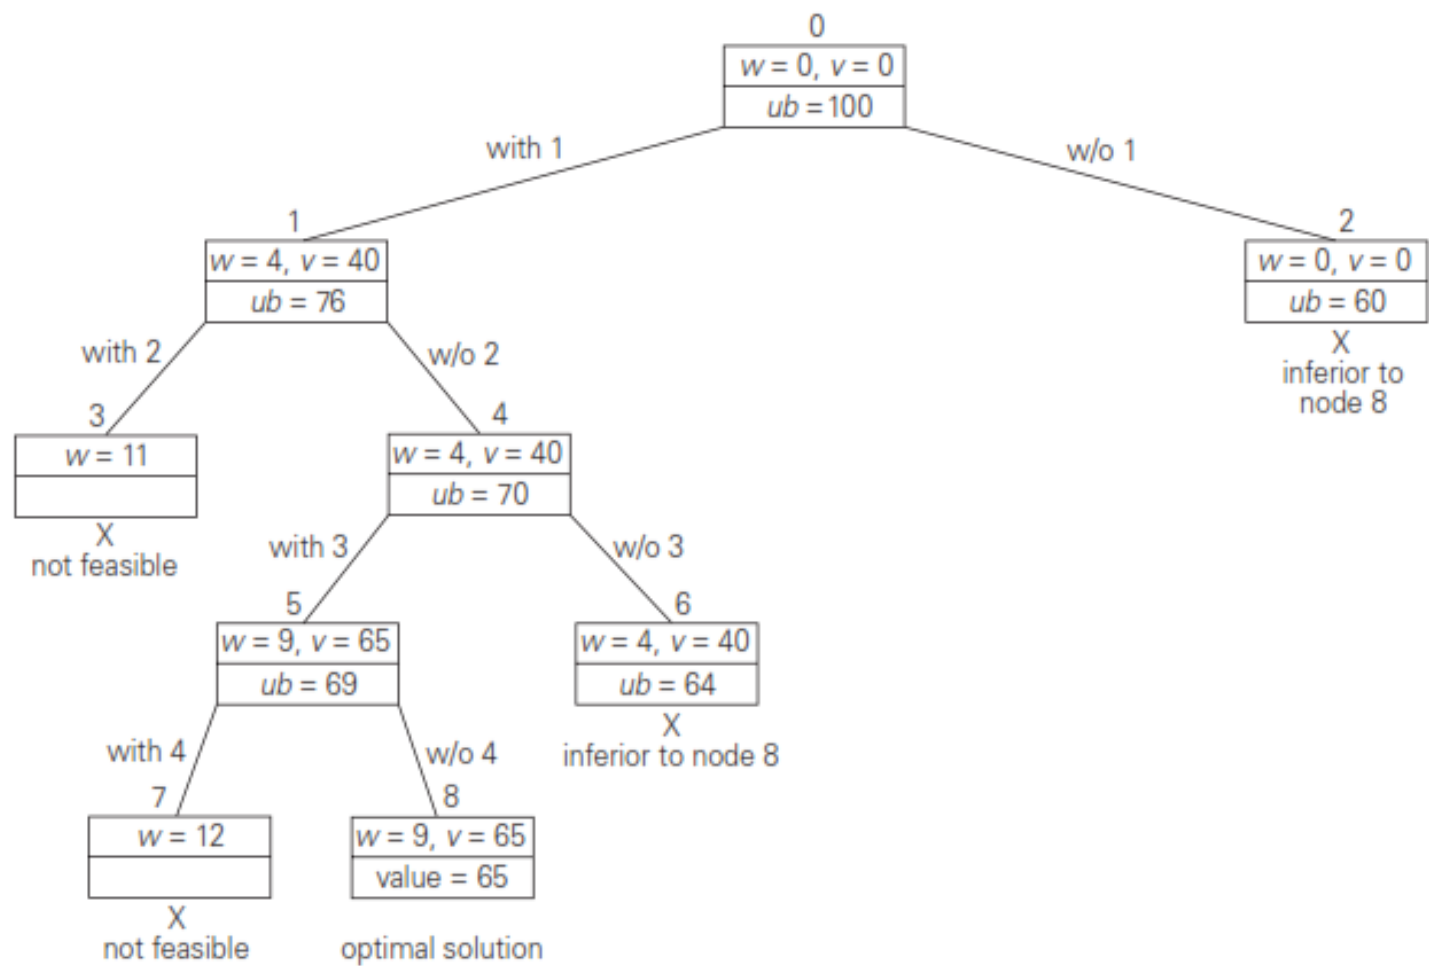 0
w = 0, v = 0
ub = 100
with 1
w/o 1
1
w = 4, v = 40
ub = 76
2
w = 0, v = 0
ub = 60
X
inferior to
node 8
with 2
w/o 2
3
w = 11
X
not feasible
4
w = 4, v = 40
ub = 70
with 3
w/o 3
5
w = 9, v = 65
ub = 69
6
w = 4, v = 40
ub = 64
X
inferior to node 8
with 4
w/o 4
7
w = 12
X
not feasible
8
w = 9, v = 65
value = 65
optimal solution